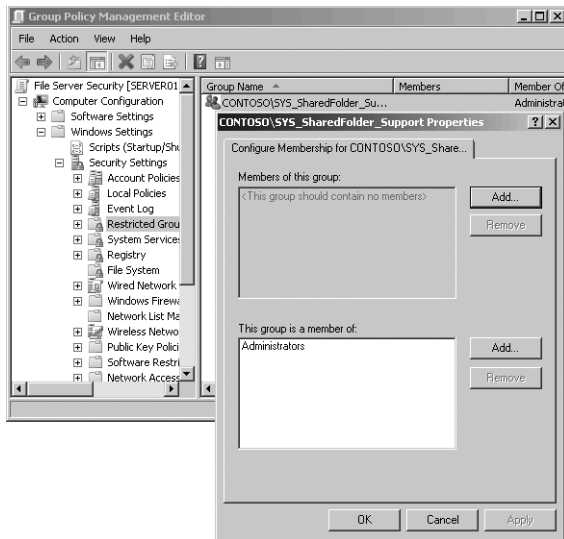 Group Policy Management Editor
File Action View Help
File Server Security [SERVER01
Computer Configuration
Software Settings
Windows Settings
Scripts (Startup/Shu
Security Settings
Account Policies
Local Policies
Event Log
Restricted Grou
System Services
Registry
File System
Wired Network
Windows Firewa
Network List Ma
Wireless Netwo
Public Key Polici
Software Restri
Network Access
Group Name Members Member Of
CONTOSO\SYS_SharedFolder_Su... Administra
CONTOSO\SYS_SharedFolder_Support Properties
Configure Membership for CONTOSO\SYS_Share...
Members of this group:
<This group should contain no members>
Add...
Remove
This group is a member of:
Administrators
Add...
Remove
OK Cancel Apply